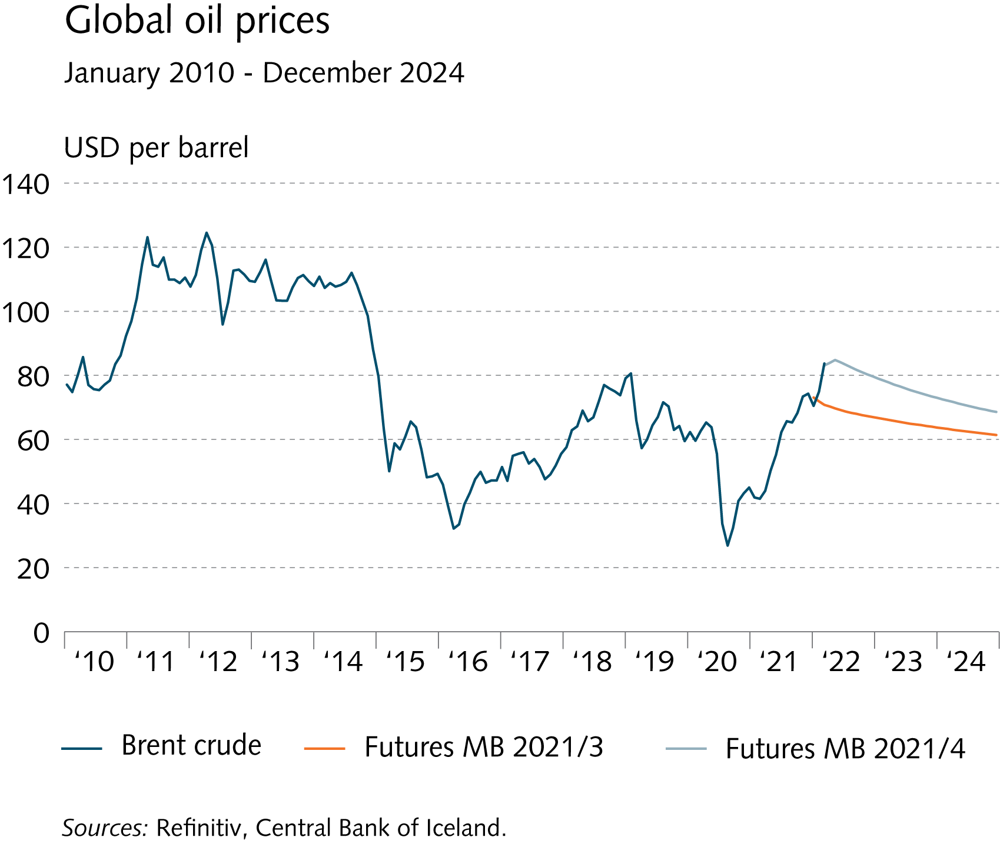 Global oil prices
January 2010 - December 2024
USD per barrel
140
120
100
80
60
40
20
0
‘10 ‘11 ‘12 ‘13 ‘14 ‘15 ‘16 ‘17 ‘18 ‘19 ‘20 ‘21 ‘22 ‘23 ‘24
Brent crude Futures MB 2021/3 Futures MB 2021/4
Sources: Refinitiv, Central Bank of Iceland.